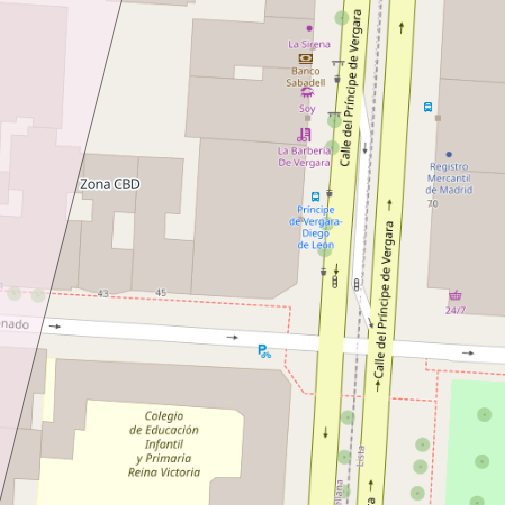 La Sirena
Banco
Sabadell
Soy
La Barbería
De Vergara
Calle del Príncipe de Vergara
Registro
Mercantil
de Madrid
70
Zona CBD
Príncipe
de Vergara-
Diego
de León
Calle del Príncipe de Vergara
43
45
24/7
Colegio
de Educación
Infantil
y Primaria
Reina Victoria
Lista